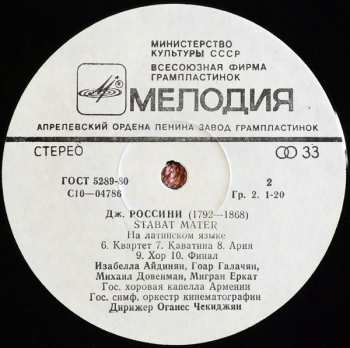 МИНИСТЕРСТВО
КУЛЬТУРЫ СССР
ВСЕСОЮЗНАЯ ФИРМА
ГРАМПЛАСТИНОК
МЕЛОДИЯ
АПРЕЛЕВСКИЙ ОРДЕНА ЛЕНИНА ЗАВОД ГРАМПЛАСТИНОК
СТЕРЕО 33
ГОСТ 5289-80 2
С10—04786 Гр. 2. 1-20
Дж. РОССИНИ (1792—1868)
STABAT MATER
На латинском языке
6. Квартет 7. Каватина 8. Ария
9. Хор 10. Финал
Изабелла Айдинян, Гоар Галачян,
Михаил Довенман, Мигран Еркат
Гос. хоровая капелла Армении
Гос. симф. оркестр кинематографии
Дирижер Оганес Чекиджян